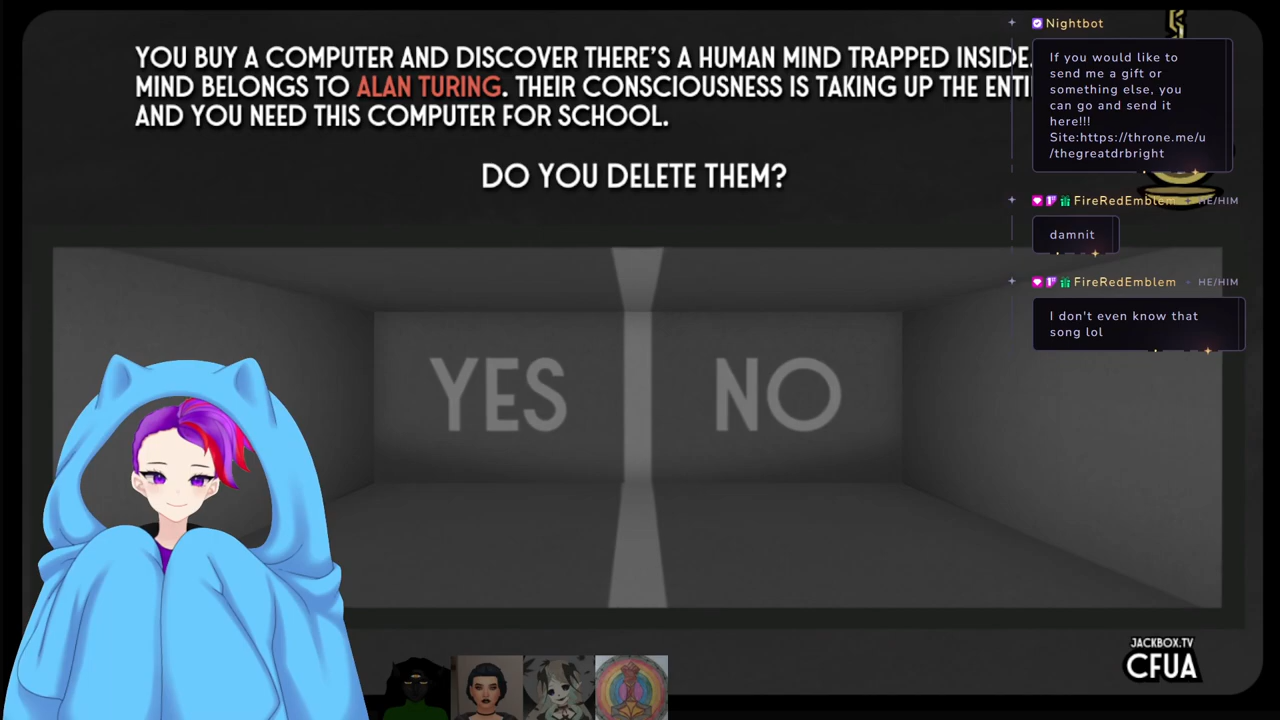 YOU BUY A COMPUTER AND DISCOVER THERE'S A HUMAN MIND TRAPPED INSIDE.
MIND BELONGS TO ALAN TURING. THEIR CONSCIOUSNESS IS TAKING UP THE
AND YOU NEED THIS COMPUTER FOR SCHOOL.
DO YOU DELETE THEM?
YES NO
Nightbot
If you would like to
send me a gift or
something else, you
can go and send it
here!!!
Site:https://throne.me/u
/thegreatdrbright
FireRedEmblem HE/HIM
damnit
FireRedEmblem - HE/HIM
I don't even know that
song lol
JACKBOX.TV
CFUA